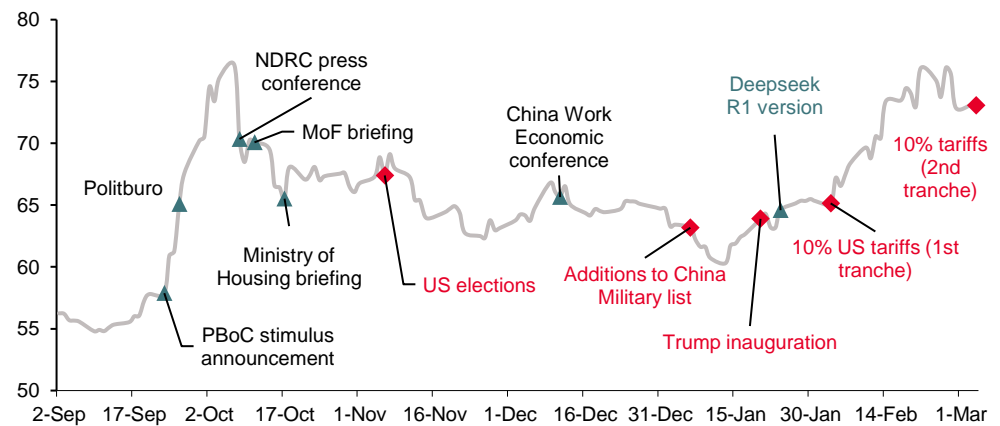 80
75
70
65
60
55
50
2-Sep
17-Sep
2-Oct
17-Oct
1-Nov
16-Nov
1-Dec
16-Dec
31-Dec
15-Jan
30-Jan
14-Feb
1-Mar
Politburo
PBoC stimulus
announcement
NDRC press
conference
MoF briefing
Ministry of
Housing briefing
US elections
China Work
Economic
conference
Additions to China
Military list
Trump inauguration
Deepseek
R1 version
10% US tariffs (1st
tranche)
10% tariffs
(2nd
tranche)